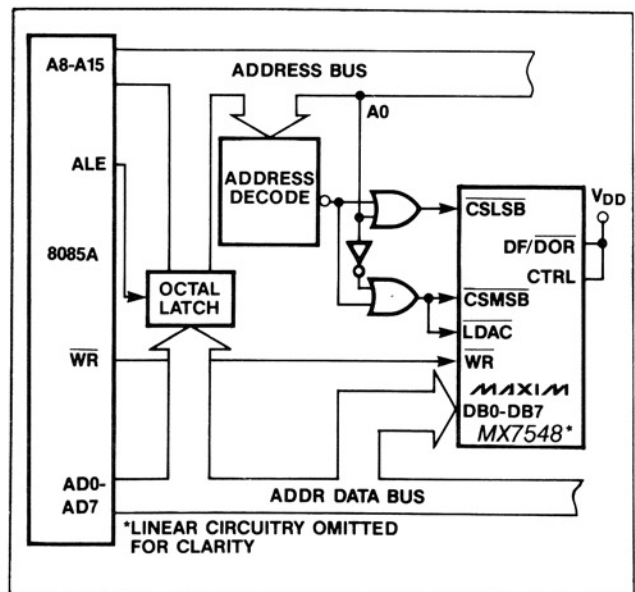 A8-A15
ADDRESS BUS
A0
ALE
ADDRESS
DECODE
CSLSB
VDD
DF/DOR
CTRL
8085A
OCTAL
LATCH
CSMSB
LDAC
WR
WR
MAXIM
DB0-DB7
MX7548*
AD0-
AD7
ADDR DATA BUS
*LINEAR CIRCUITRY OMITTED
FOR CLARITY